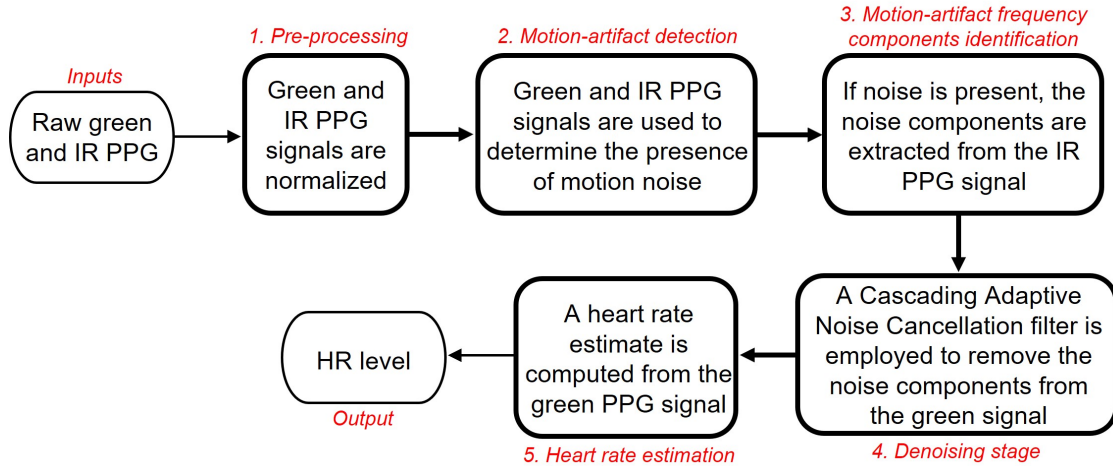 Inputs
Raw green
and IR PPG
1. Pre-processing
Green and
IR PPG
signals are
normalized
2. Motion-artifact detection
Green and IR PPG
signals are used to
determine the presence
of motion noise
3. Motion-artifact frequency
components identification
If noise is present, the
noise components are
extracted from the IR
PPG signal
A Cascading Adaptive
Noise Cancellation filter is
employed to remove the
noise components from
the green signal
4. Denoising stage
A heart rate
estimate is
computed from the
green PPG signal
5. Heart rate estimation
HR level
Output